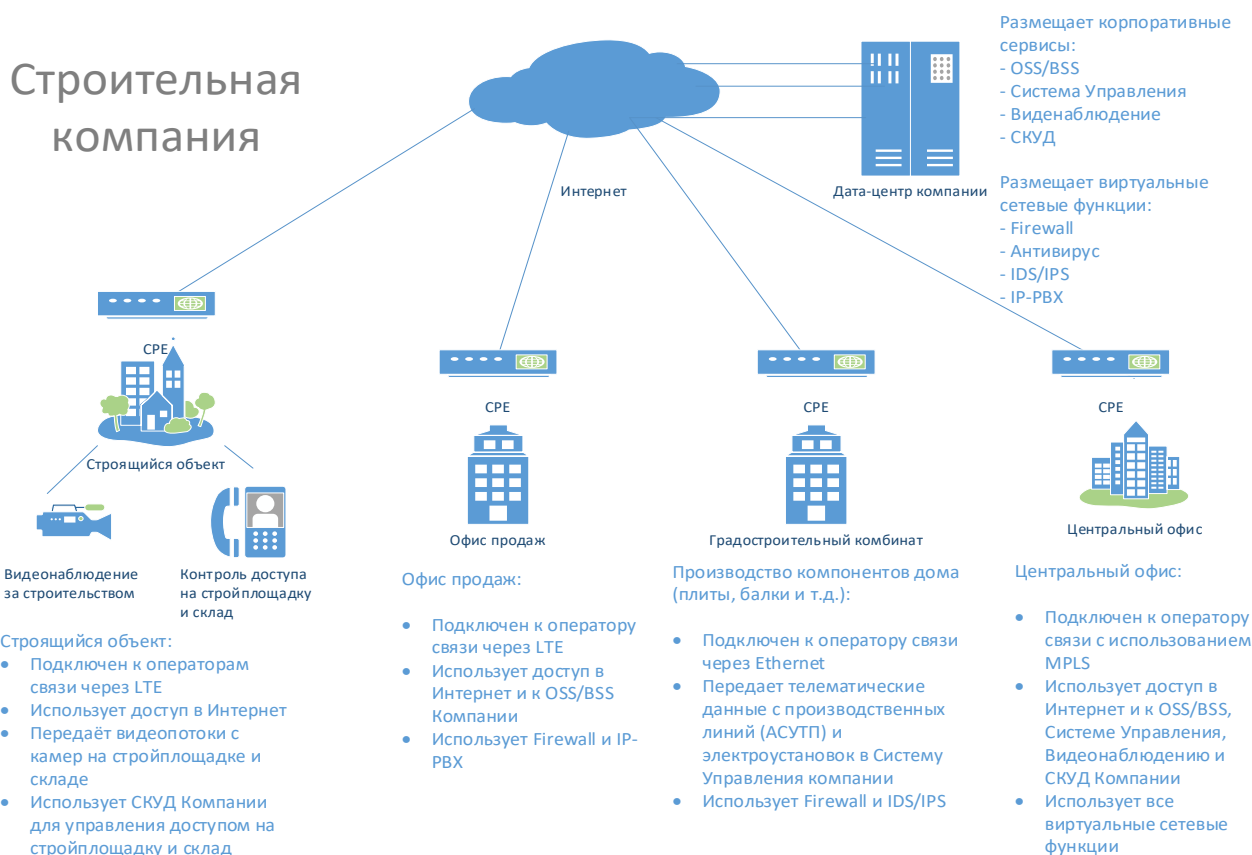 Строительная
компания
Размещает корпоративные
сервисы:
- OSS/BSS
- Система Управления
- Виденаблюдение
- СКУД
Размещает виртуальные
сетевые функции:
- Firewall
- Антивирус
- IDS/IPS
- IP-PBX
Интернет
Дата-центр компании
CPE
CPE
CPE
CPE
Строящийся объект
Видеонаблюдение
за строительством
Контроль доступа
на стройплощадку
и склад
Офис продаж
Градостроительный комбинат
Центральный офис
Строящийся объект:
• Подключен к операторам
связи через LTE
• Использует доступ в Интернет
• Передаёт видеопотоки с
камер на стройплощадке и
складе
• Использует СКУД Компании
для управления доступом на
стройплощадку и склад
Офис продаж:
• Подключен к оператору
связи через LTE
• Использует доступ в
Интернет и к OSS/BSS
Компании
• Использует Firewall и IP-
PBX
Производство компонентов дома
(плиты, балки и т.д.):
• Подключен к оператору связи
через Ethernet
• Передает телематические
данные с производственных
линий (АСУТП) и
электроустановок в Систему
Управления компании
• Использует Firewall и IDS/IPS
Центральный офис:
• Подключен к оператору
связи с использованием
MPLS
• Использует доступ в
Интернет и к OSS/BSS,
Системе Управления,
Видеонаблюдению и
СКУД Компании
• Использует все
виртуальные сетевые
функции